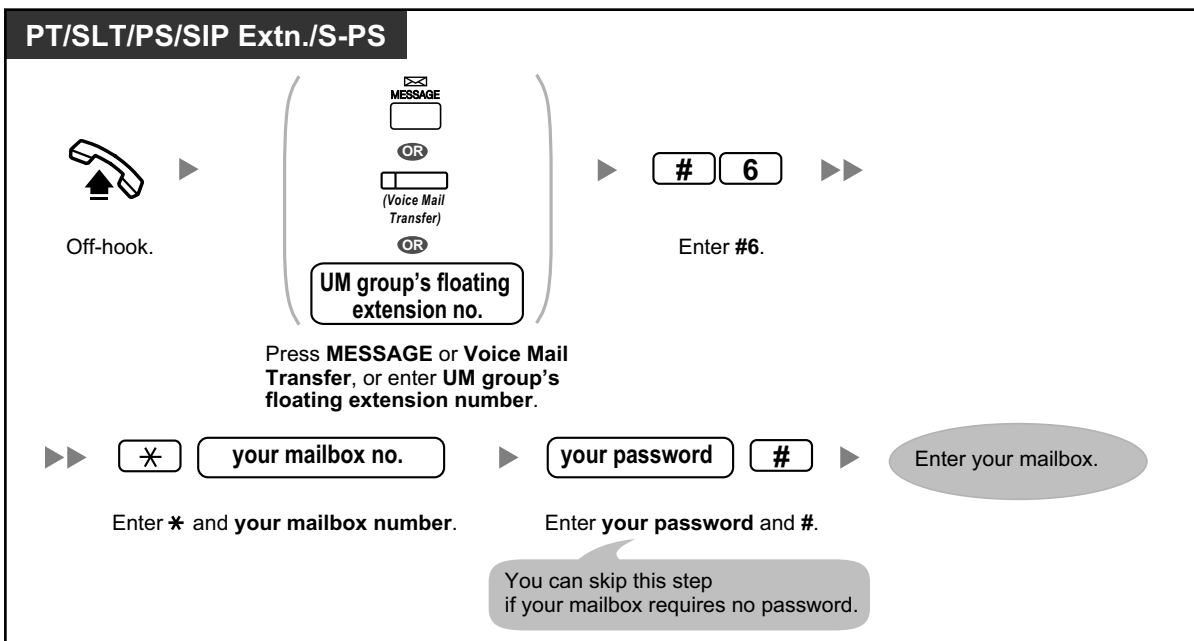 PT/SLT/PS/SIP Extn./S-PS
MESSAGE
OR
(Voice Mail
Transfer)
OR
UM group's floating
extension no.
# 6
Off-hook.
Enter #6.
Press MESSAGE or Voice Mail
Transfer, or enter UM group's
floating extension number.
* your mailbox no.
your password #
Enter your mailbox.
Enter * and your mailbox number.
Enter your password and #.
You can skip this step
if your mailbox requires no password.